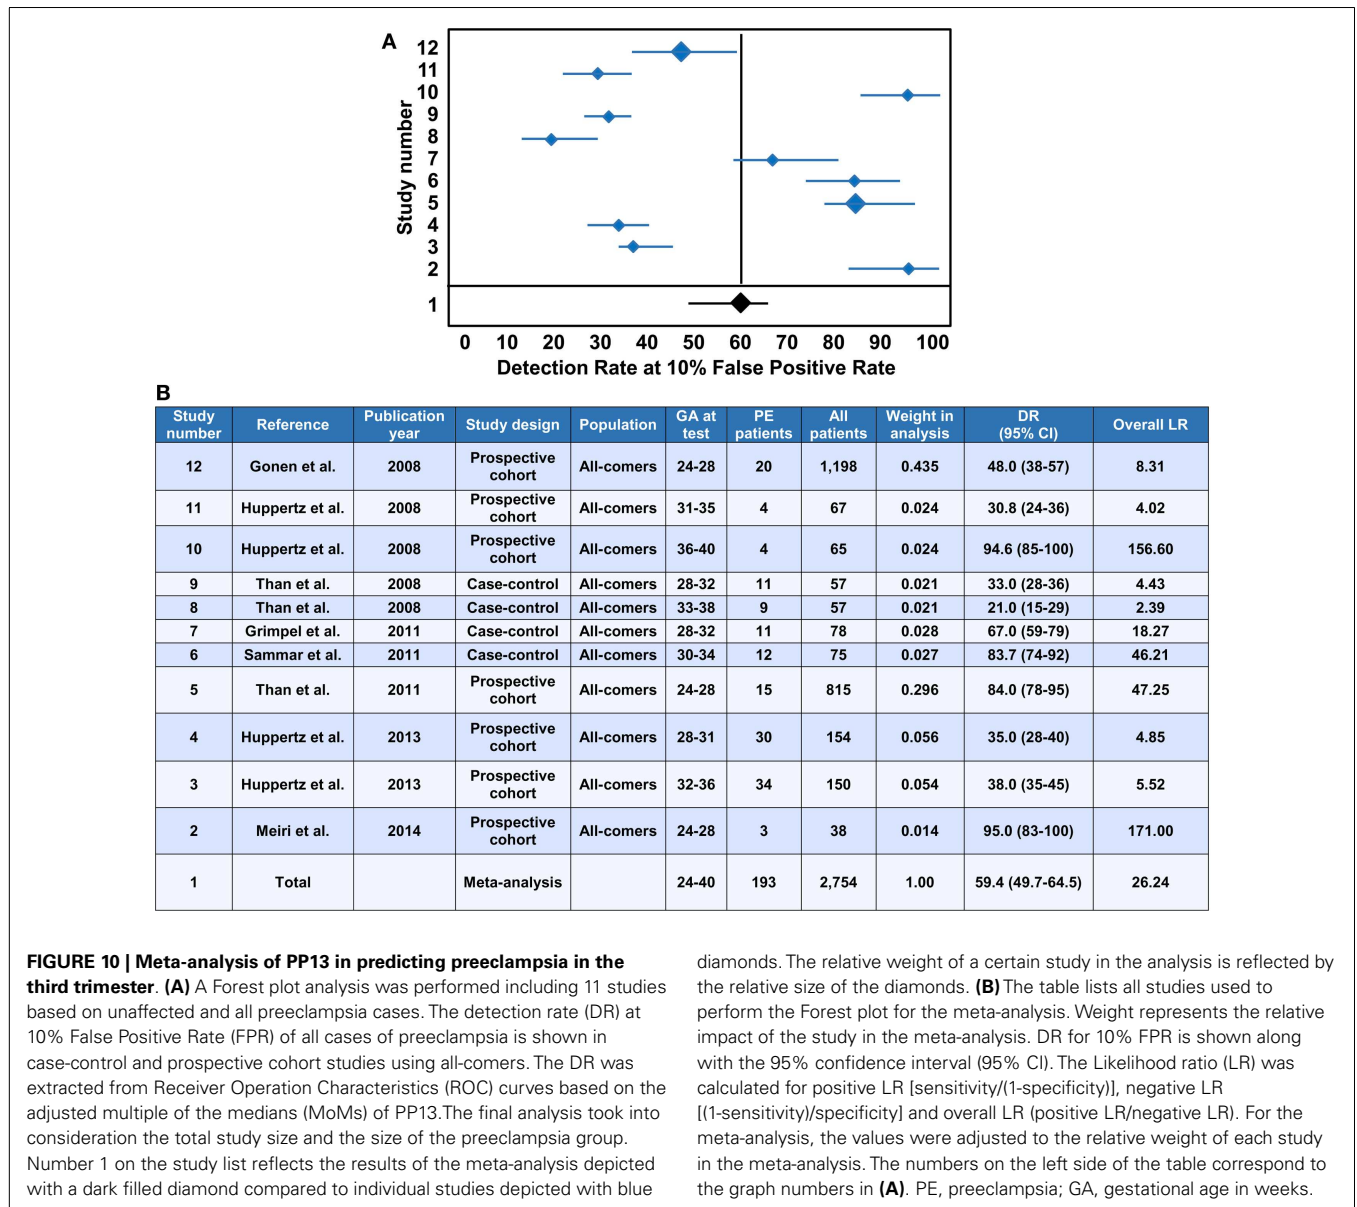 A
12
11
10
9
8
7
6
5
4
3
2
1
Study number
0 10 20 30 40 50 60 70 80 90 100
Detection Rate at 10% False Positive Rate
B
Study number Reference Publication year Study design Population GA at test PE patients All patients Weight in analysis DR (95% CI) Overall LR
12 Gonen et al. 2008 Prospective cohort All-comers 24-28 20 1,198 0.435 48.0 (38-57) 8.31
11 Huppertz et al. 2008 Prospective cohort All-comers 31-35 4 67 0.024 30.8 (24-36) 4.02
10 Huppertz et al. 2008 Prospective cohort All-comers 36-40 4 65 0.024 94.6 (85-100) 156.60
9 Than et al. 2008 Case-control All-comers 28-32 11 57 0.021 33.0 (28-36) 4.43
8 Than et al. 2008 Case-control All-comers 33-38 9 57 0.021 21.0 (15-29) 2.39
7 Grimpel et al. 2011 Case-control All-comers 28-32 11 78 0.028 67.0 (59-79) 18.27
6 Sammar et al. 2011 Case-control All-comers 30-34 12 75 0.027 83.7 (74-92) 46.21
5 Than et al. 2011 Prospective cohort All-comers 24-28 15 815 0.296 84.0 (78-95) 47.25
4 Huppertz et al. 2013 Prospective cohort All-comers 28-31 30 154 0.056 35.0 (28-40) 4.85
3 Huppertz et al. 2013 Prospective cohort All-comers 32-36 34 150 0.054 38.0 (35-45) 5.52
2 Meiri et al. 2014 Prospective cohort All-comers 24-28 3 38 0.014 95.0 (83-100) 171.00
1 Total Meta-analysis 24-40 193 2,754 1.00 59.4 (49.7-64.5) 26.24
FIGURE 10 | Meta-analysis of PP13 in predicting preeclampsia in the
third trimester. (A) A Forest plot analysis was performed including 11 studies
based on unaffected and all preeclampsia cases. The detection rate (DR) at
10% False Positive Rate (FPR) of all cases of preeclampsia is shown in
case-control and prospective cohort studies using all-comers. The DR was
extracted from Receiver Operation Characteristics (ROC) curves based on the
adjusted multiple of the medians (MoMs) of PP13.The final analysis took into
consideration the total study size and the size of the preeclampsia group.
Number 1 on the study list reflects the results of the meta-analysis depicted
with a dark filled diamond compared to individual studies depicted with blue
diamonds. The relative weight of a certain study in the analysis is reflected by
the relative size of the diamonds. (B) The table lists all studies used to
perform the Forest plot for the meta-analysis. Weight represents the relative
impact of the study in the meta-analysis. DR for 10% FPR is shown along
with the 95% confidence interval (95% CI). The Likelihood ratio (LR) was
calculated for positive LR [sensitivity/(1-specificity)], negative LR
[(1-sensitivity)/specificity] and overall LR (positive LR/negative LR). For the
meta-analysis, the values were adjusted to the relative weight of each study
in the meta-analysis. The numbers on the left side of the table correspond to
the graph numbers in (A). PE, preeclampsia; GA, gestational age in weeks.